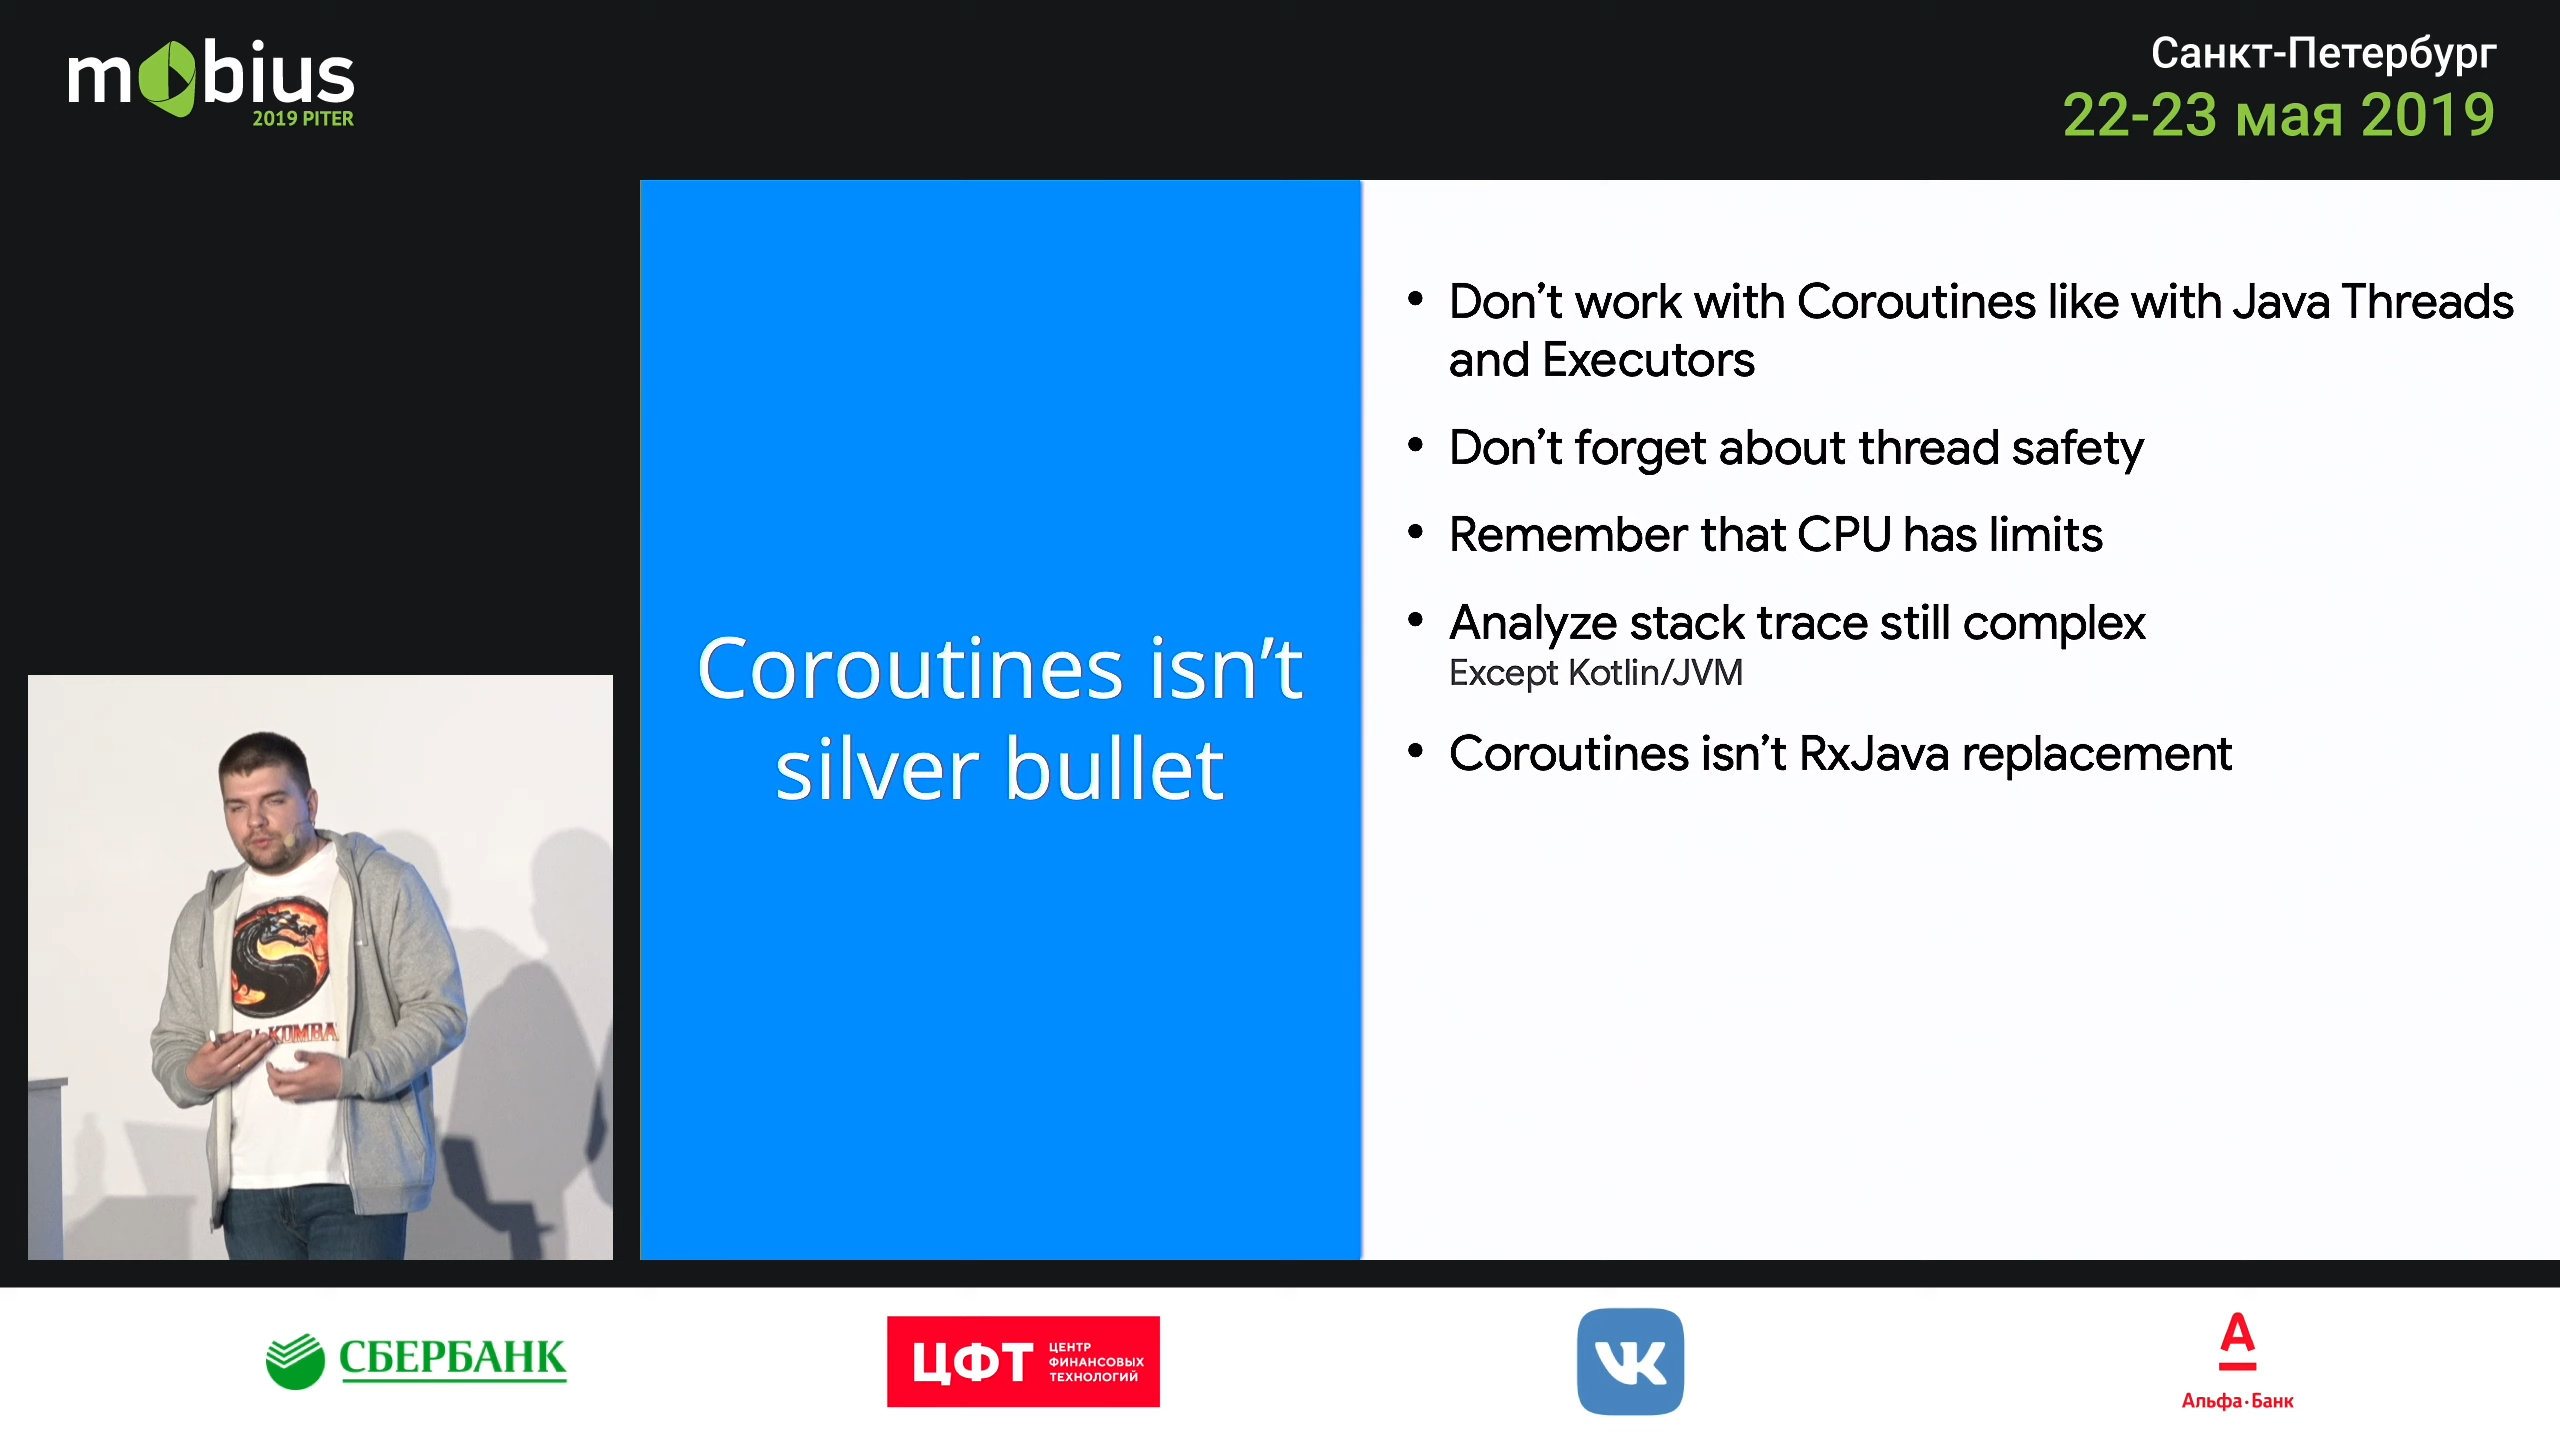 mobius
2019 PITER
Санкт-Петербург
22-23 мая 2019
Coroutines isn’t
silver bullet
• Don’t work with Coroutines like with Java Threads
and Executors
• Don’t forget about thread safety
• Remember that CPU has limits
• Analyze stack trace still complex
Except Kotlin/JVM
• Coroutines isn’t RxJava replacement
СБЕРБАНК
ЦФТ
ЦЕНТР
ФИНАНСОВЫХ
ТЕХНОЛОГИЙ
VK
А
Альфа·Банк